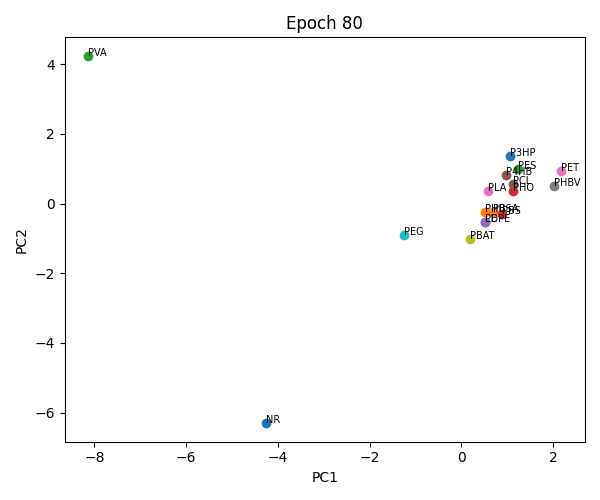 Epoch 80
PVA
P3HP
PES
PET
P4HB
PCL
PHBV
PLA
PHO
PBSA
PEG
PBAT
NR
PC2
4
2
0
−2
−4
−6
−8
−6
−4
−2
0
2
PC1